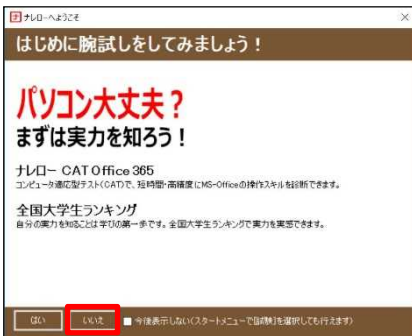 ナレローへようこそ
はじめに腕試しをしてみましょう！
パソコン大丈夫？
まずは実力を知ろう！
ナレロー CAT Office 365
コンピュータ適応型テスト(CAT)で、短時間・高精度にMS-Officeの操作スキルを診断できます。
全国大学生ランキング
自分の実力を知ることは学びの第一歩です。全国大学生ランキングで実力を実感できます。
はい
いいえ
今後表示しない(スタートメニューで[試験]を選択しても行えます)